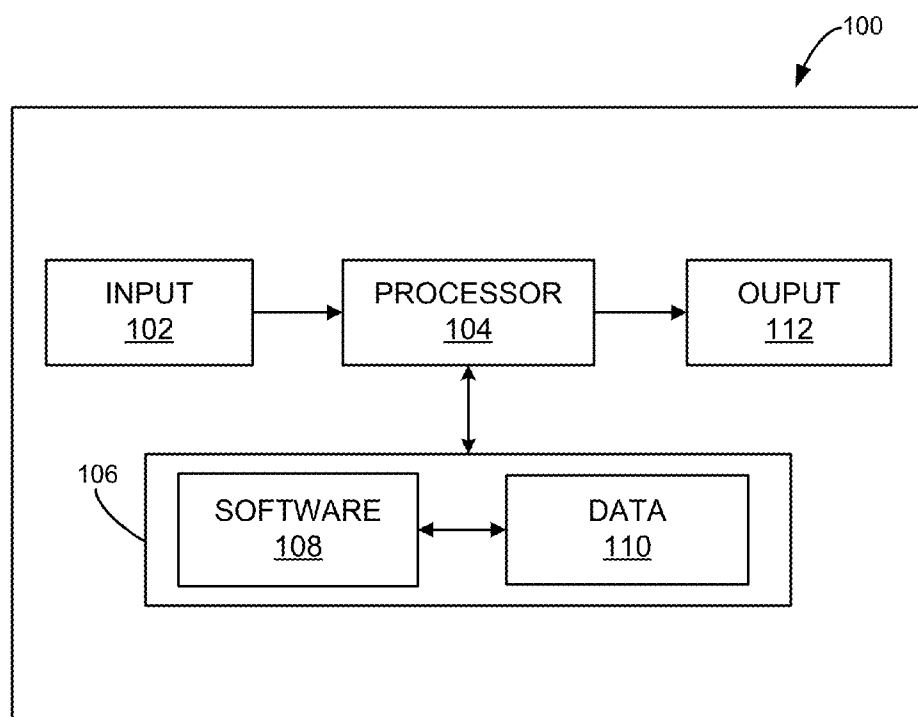 100
INPUT
102
PROCESSOR
104
OUPUT
112
106
SOFTWARE
108
DATA
110